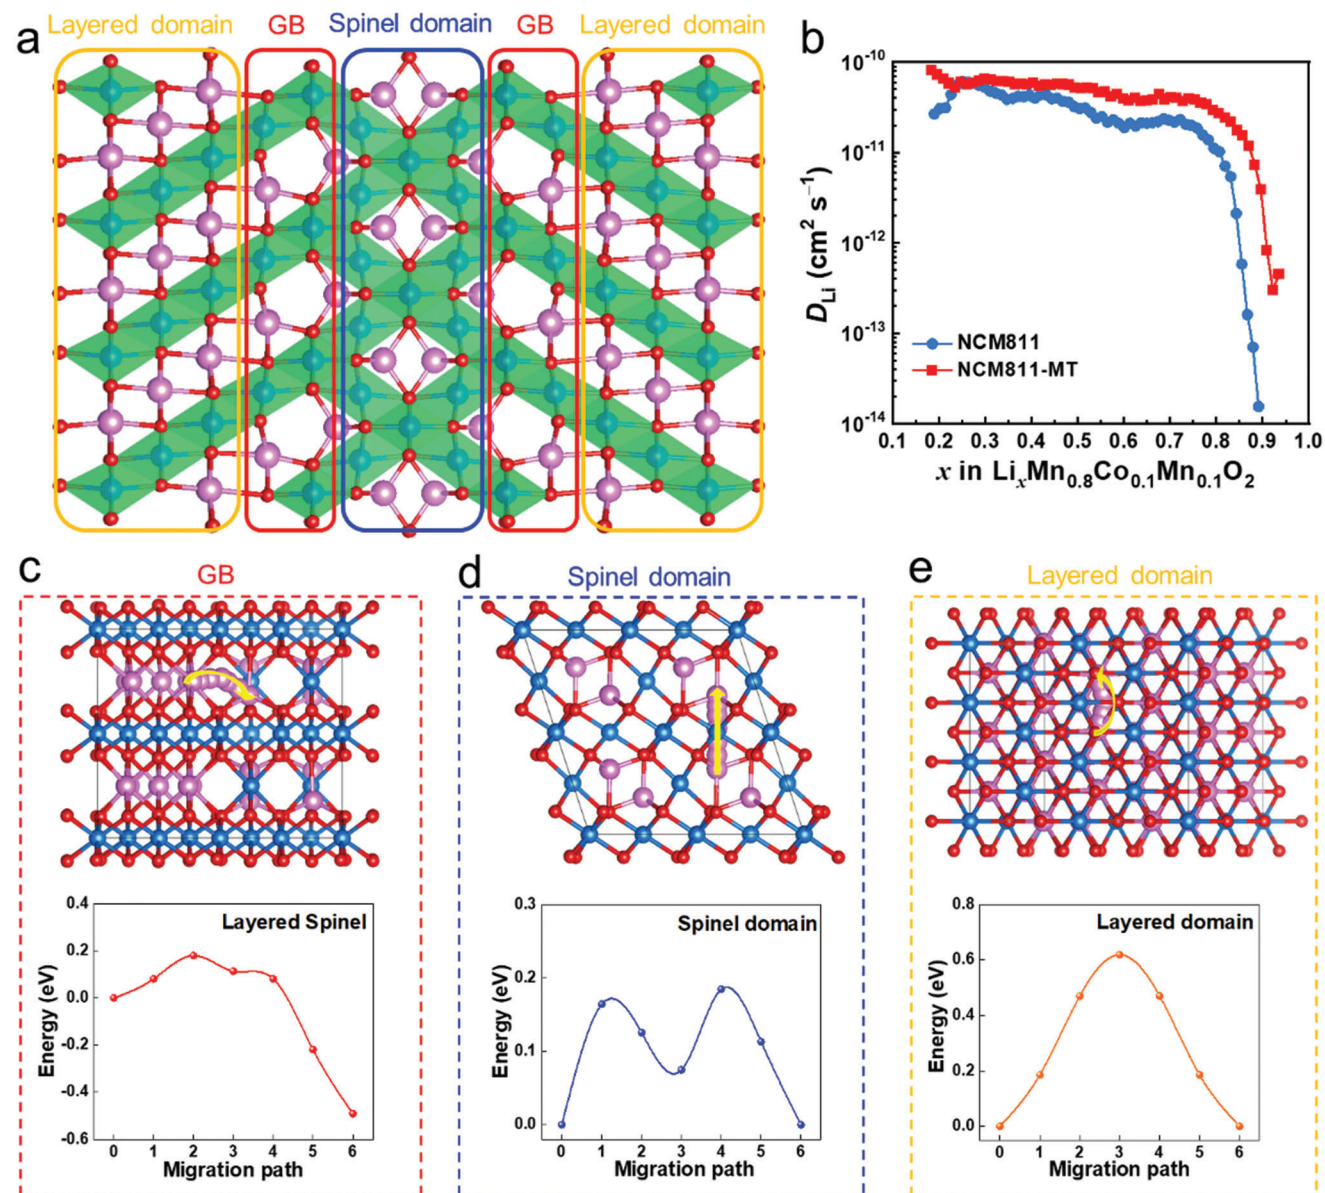 a
Layered domain GB Spinel domain GB Layered domain
b
10⁻¹⁰
10⁻¹¹
10⁻¹²
10⁻¹³
10⁻¹⁴
D_Li (cm² s⁻¹)
NCM811
NCM811-MT
0.1 0.2 0.3 0.4 0.5 0.6 0.7 0.8 0.9 1.0
x in LiₓMn₀.₈Co₀.₁Mn₀.₁O₂
c
GB
0.4
0.2
0.0
-0.2
-0.4
-0.6
Energy (eV)
Layered Spinel
0 1 2 3 4 5 6
Migration path
d
Spinel domain
0.3
0.2
0.1
0.0
Energy (eV)
Spinel domain
0 1 2 3 4 5 6
Migration path
e
Layered domain
0.8
0.6
0.4
0.2
0.0
Energy (eV)
Layered domain
0 1 2 3 4 5 6
Migration path